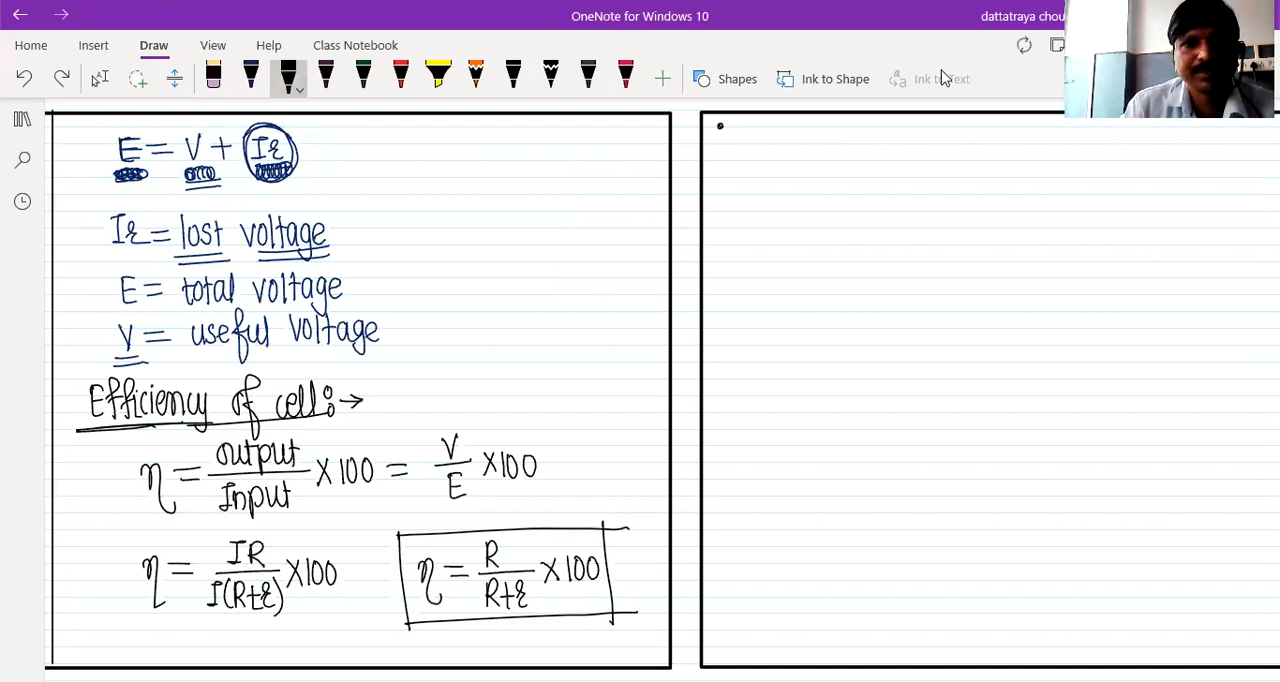 OneNote for Windows 10
dattatraya chou
Home Insert Draw View Help Class Notebook
Shapes Ink to Shape Ink to Text
E = V + Ir
Ir = lost voltage
E = total voltage
V = useful voltage
Efficiency of cell:→
η = output/Input × 100 = V/E × 100
η = IR/I(R+r) × 100 η = R/R+r × 100